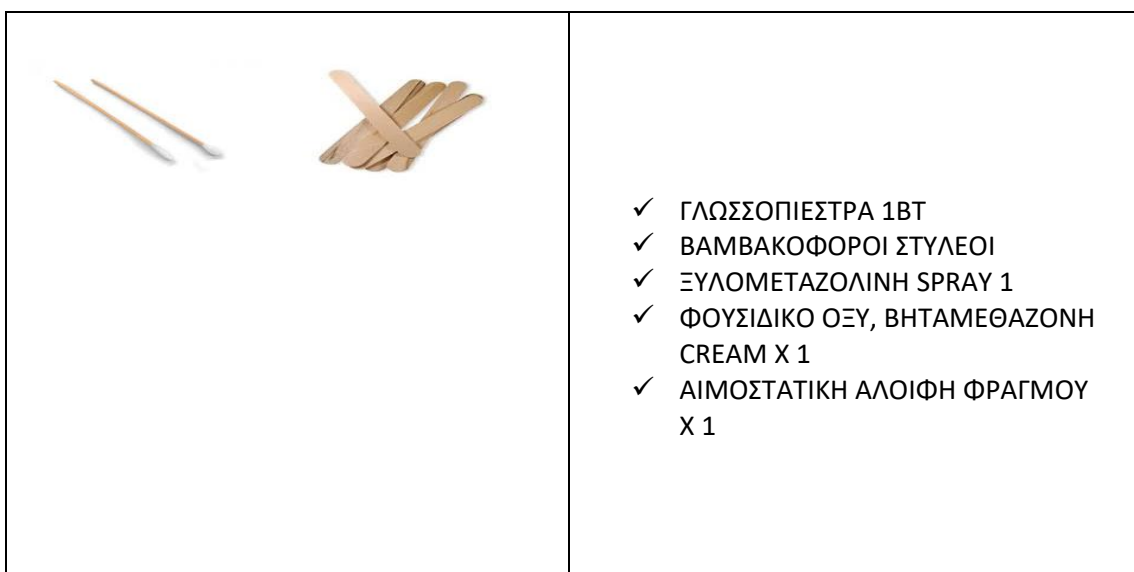 ✓ ΓΛΩΣΣΟΠΙΕΣΤΡΑ 1ΒΤ
✓ ΒΑΜΒΑΚΟΦΟΡΟΙ ΣΤΥΛΕΟΙ
✓ ΞΥΛΟΜΕΤΑΖΟΛΙΝΗ SPRAY 1
✓ ΦΟΥΣΙΔΙΚΟ ΟΞΥ, ΒΗΤΑΜΕΘΑΖΟΝΗ
CREAM X 1
✓ ΑΙΜΟΣΤΑΤΙΚΗ ΑΛΟΙΦΗ ΦΡΑΓΜΟΥ
X 1